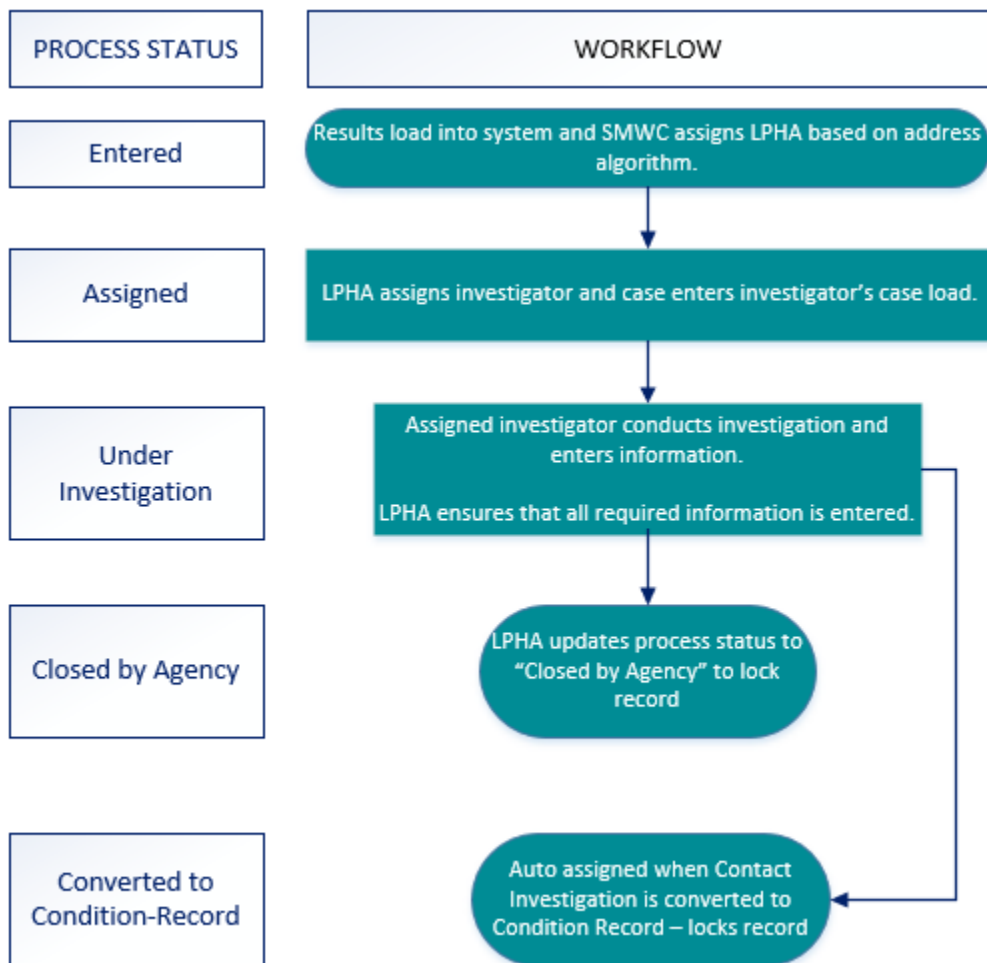 PROCESS STATUS
WORKFLOW
Entered
Results load into system and SMWC assigns LPHA based on address
algorithm.
Assigned
LPHA assigns investigator and case enters investigator’s case load.
Under
Investigation
Assigned investigator conducts investigation and
enters information.
LPHA ensures that all required information is entered.
Closed by Agency
LPHA updates process status to
“Closed by Agency” to lock
record
Converted to
Condition-Record
Auto assigned when Contact
Investigation is converted to
Condition Record – locks record